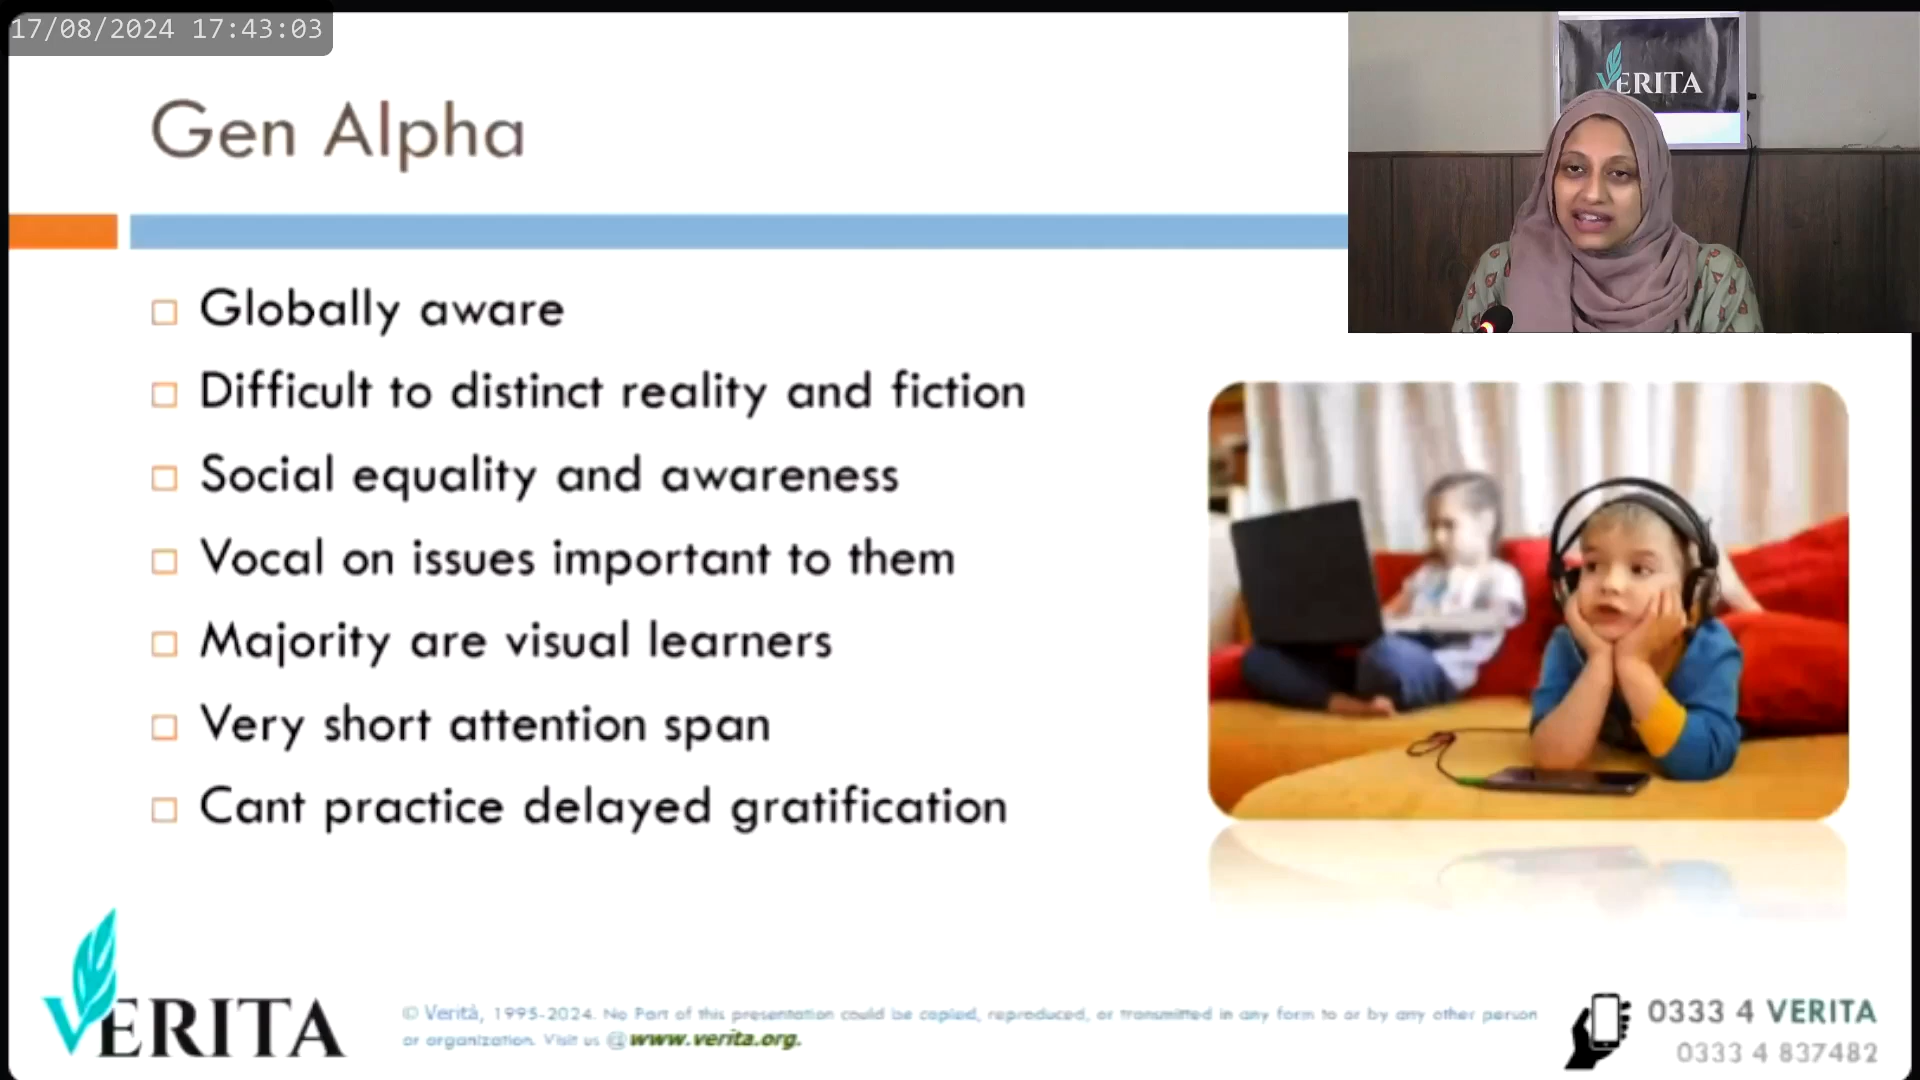 17/08/2024 17:43:03
VERITA
Gen Alpha
Globally aware
Difficult to distinct reality and fiction
Social equality and awareness
Vocal on issues important to them
Majority are visual learners
Very short attention span
Cant practice delayed gratification
VERITA
© Verità, 1995-2024. No Part of this presentation could be copied, reproduced, or transmitted in any form to or by any other person
or organization. Visit us @www.verita.org.
0333 4 VERITA
0333 4 837482